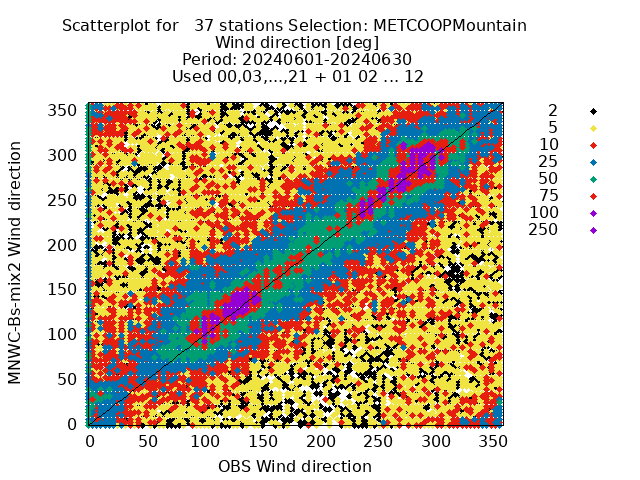 Scatterplot for   37 stations Selection: METCOOPMountain
Wind direction [deg]
Period: 20240601-20240630
Used 00,03,...,21 + 01 02 ... 12
MNWC-Bs-mix2 Wind direction
350
300
250
200
150
100
50
0
0 50 100 150 200 250 300 350
OBS Wind direction
2
5
10
25
50
75
100
250